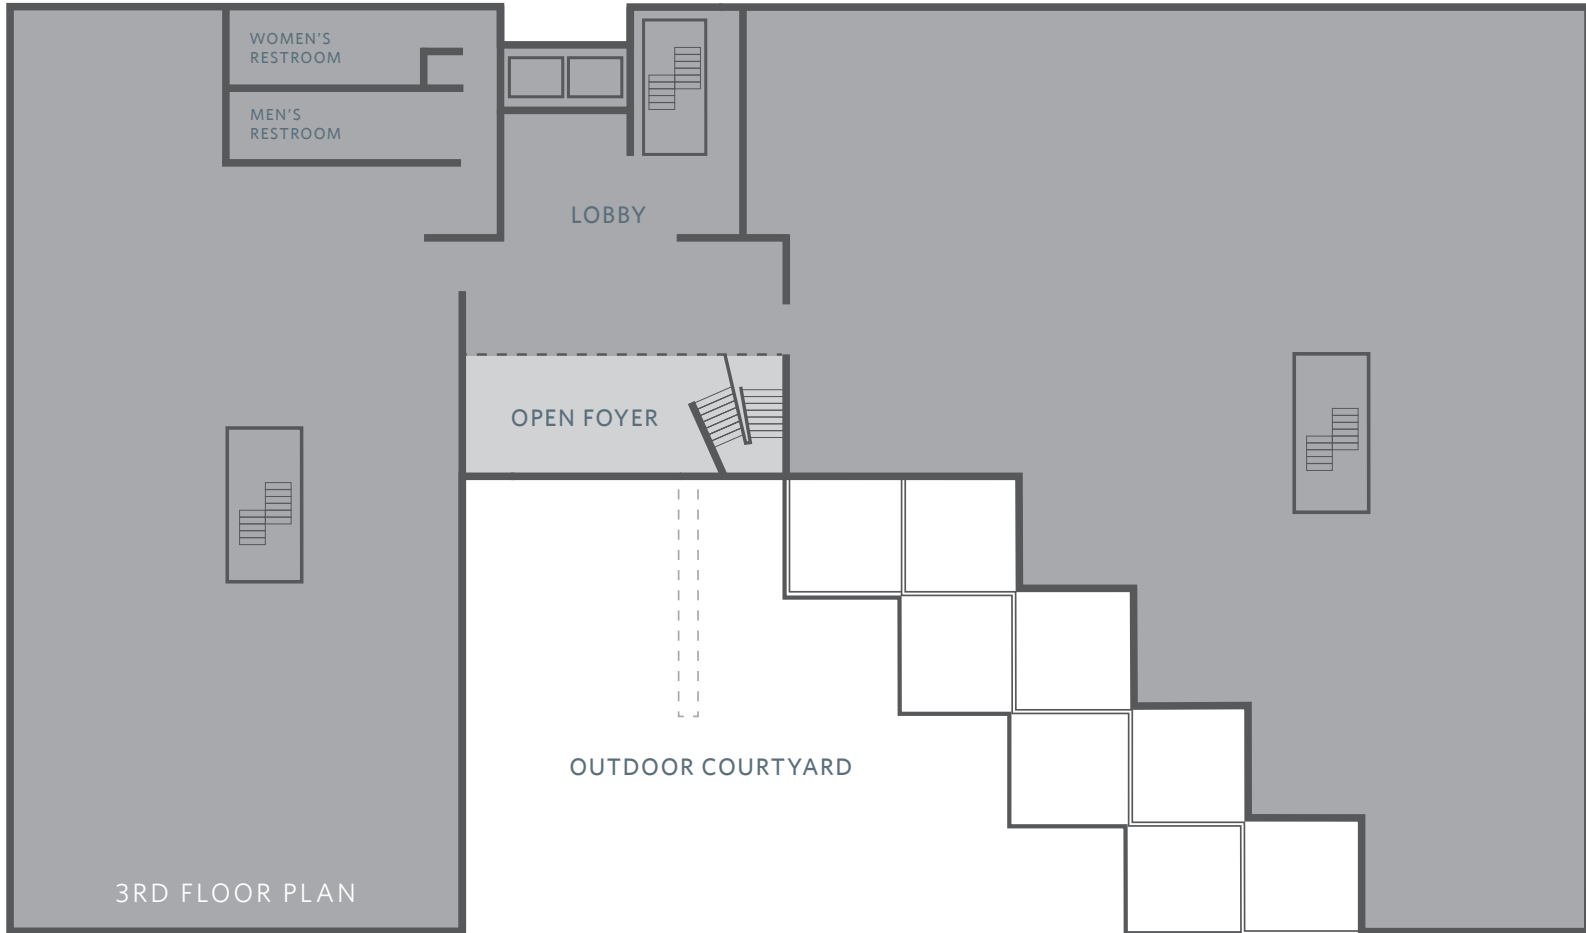 WOMEN'S
RESTROOM
MEN'S
RESTROOM
LOBBY
OPEN FOYER
OUTDOOR COURTYARD
3RD FLOOR PLAN